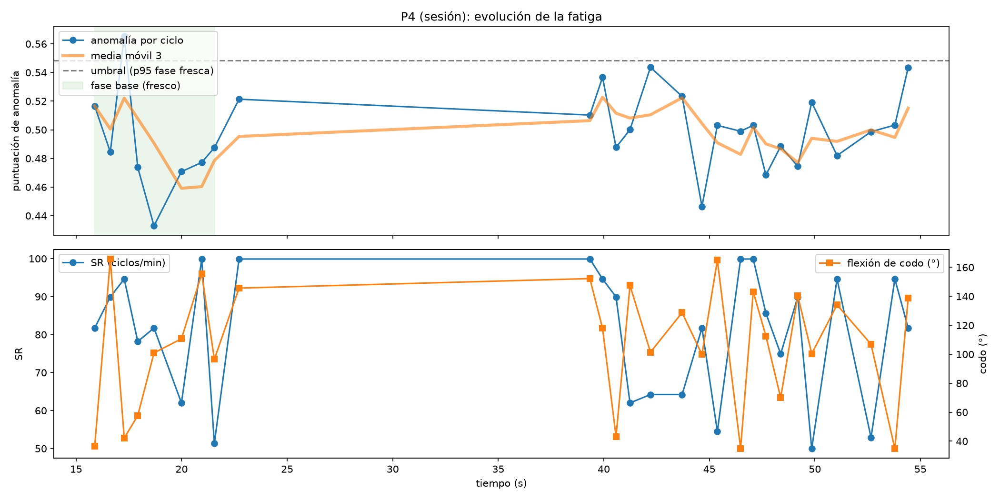 P4 (sesión): evolución de la fatiga
anomalía por ciclo
media móvil 3
umbral (p95 fase fresca)
fase base (fresco)
puntuación de anomalía
0.56
0.54
0.52
0.50
0.48
0.46
0.44
SR (ciclos/min)
flexión de codo (°)
SR
100
90
80
70
60
50
160
140
120
100
80
60
40
codo (°)
15 20 25 30 35 40 45 50 55
tiempo (s)